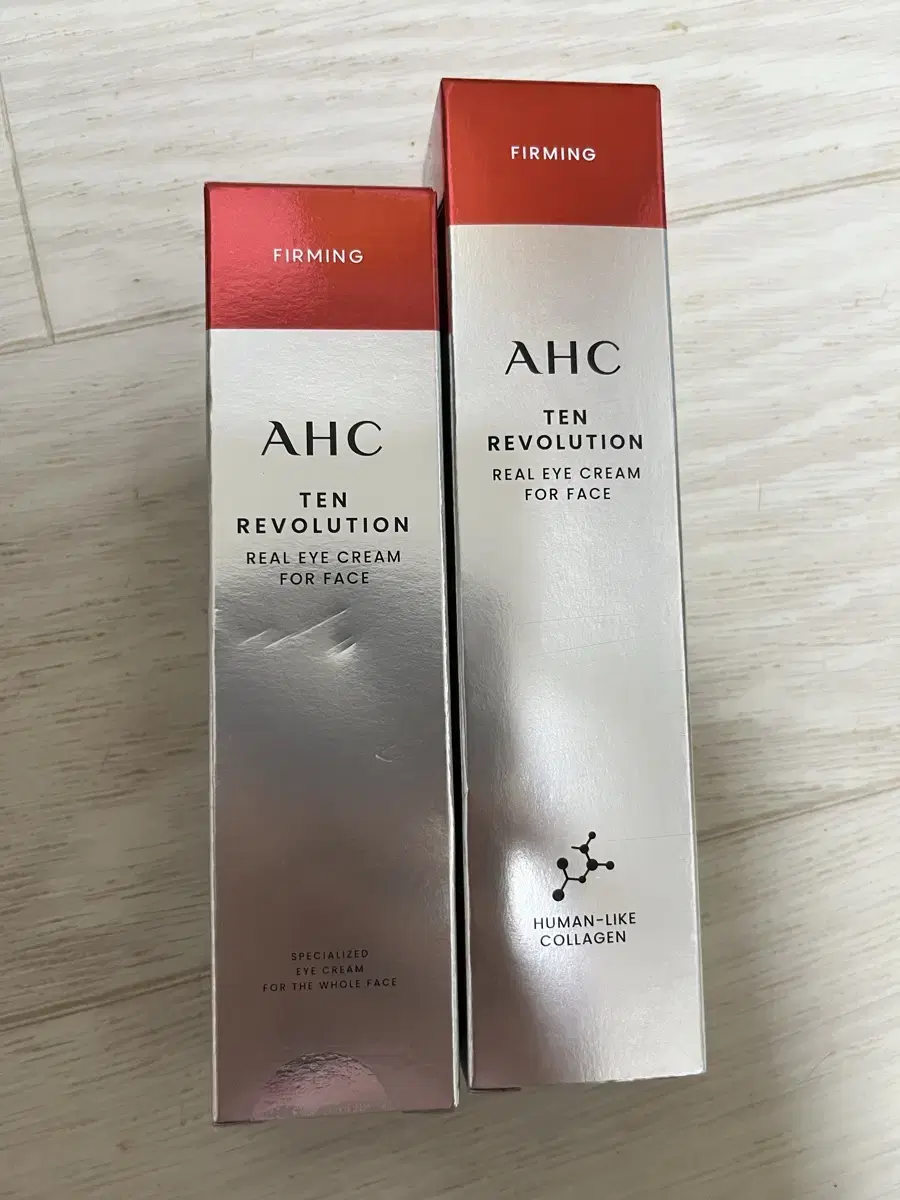 FIRMING
AHC
TEN
REVOLUTION
REAL EYE CREAM
FOR FACE
SPECIALIZED
EYE CREAM
FOR THE WHOLE FACE
FIRMING
AHC
TEN
REVOLUTION
REAL EYE CREAM
FOR FACE
HUMAN-LIKE
COLLAGEN